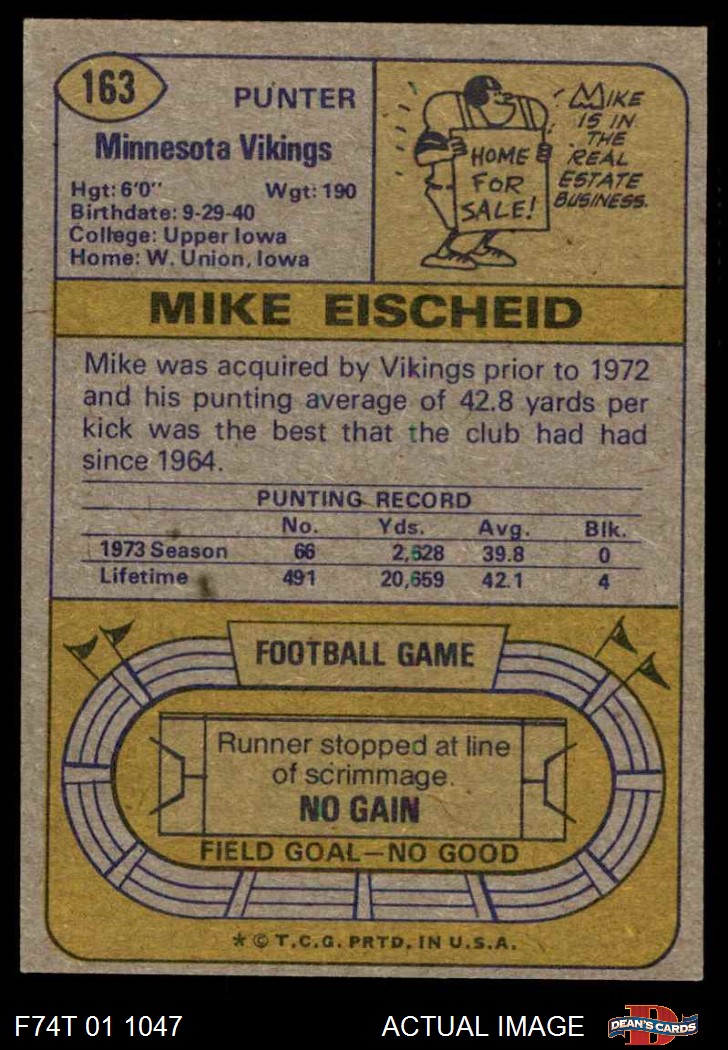 163
PUNTER
Minnesota Vikings
Hgt: 6'0" Wgt: 190
Birthdate: 9-29-40
College: Upper Iowa
Home: W. Union, Iowa
HOME
FOR
SALE!
MIKE
IS IN
THE
REAL
ESTATE
BUSINESS.
MIKE EISCHEID
Mike was acquired by Vikings prior to 1972
and his punting average of 42.8 yards per
kick was the best that the club had had
since 1964.
PUNTING RECORD
No. Yds. Avg. Blk.
1973 Season 66 2,628 39.8 0
Lifetime 491 20,659 42.1 4
FOOTBALL GAME
Runner stopped at line
of scrimmage.
NO GAIN
FIELD GOAL—NO GOOD
* © T.C.G. PRTD. IN U.S.A.
F74T 01 1047
ACTUAL IMAGE
D
DEAN'S CARDS